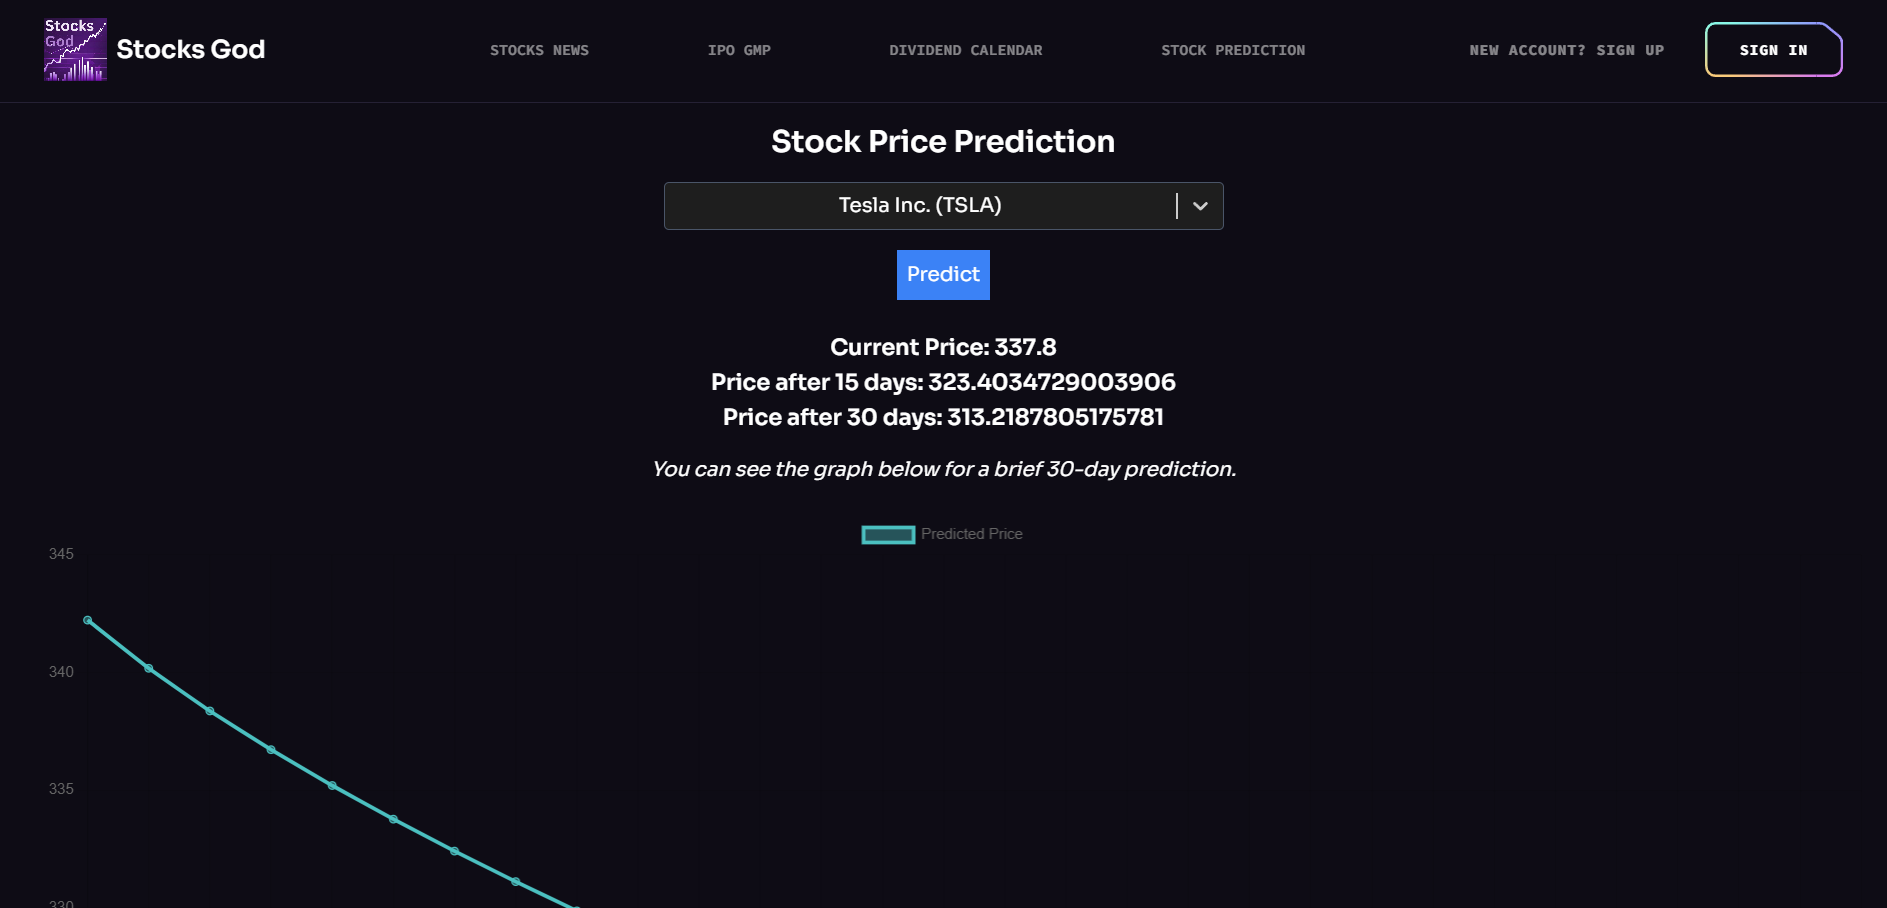 Stocks
God
Stocks God
STOCKS NEWS
IPO GMP
DIVIDEND CALENDAR
STOCK PREDICTION
NEW ACCOUNT? SIGN UP
SIGN IN
Stock Price Prediction
Tesla Inc. (TSLA)
Predict
Current Price: 337.8
Price after 15 days: 323.4034729003906
Price after 30 days: 313.2187805175781
You can see the graph below for a brief 30-day prediction.
Predicted Price
345
340
335
330